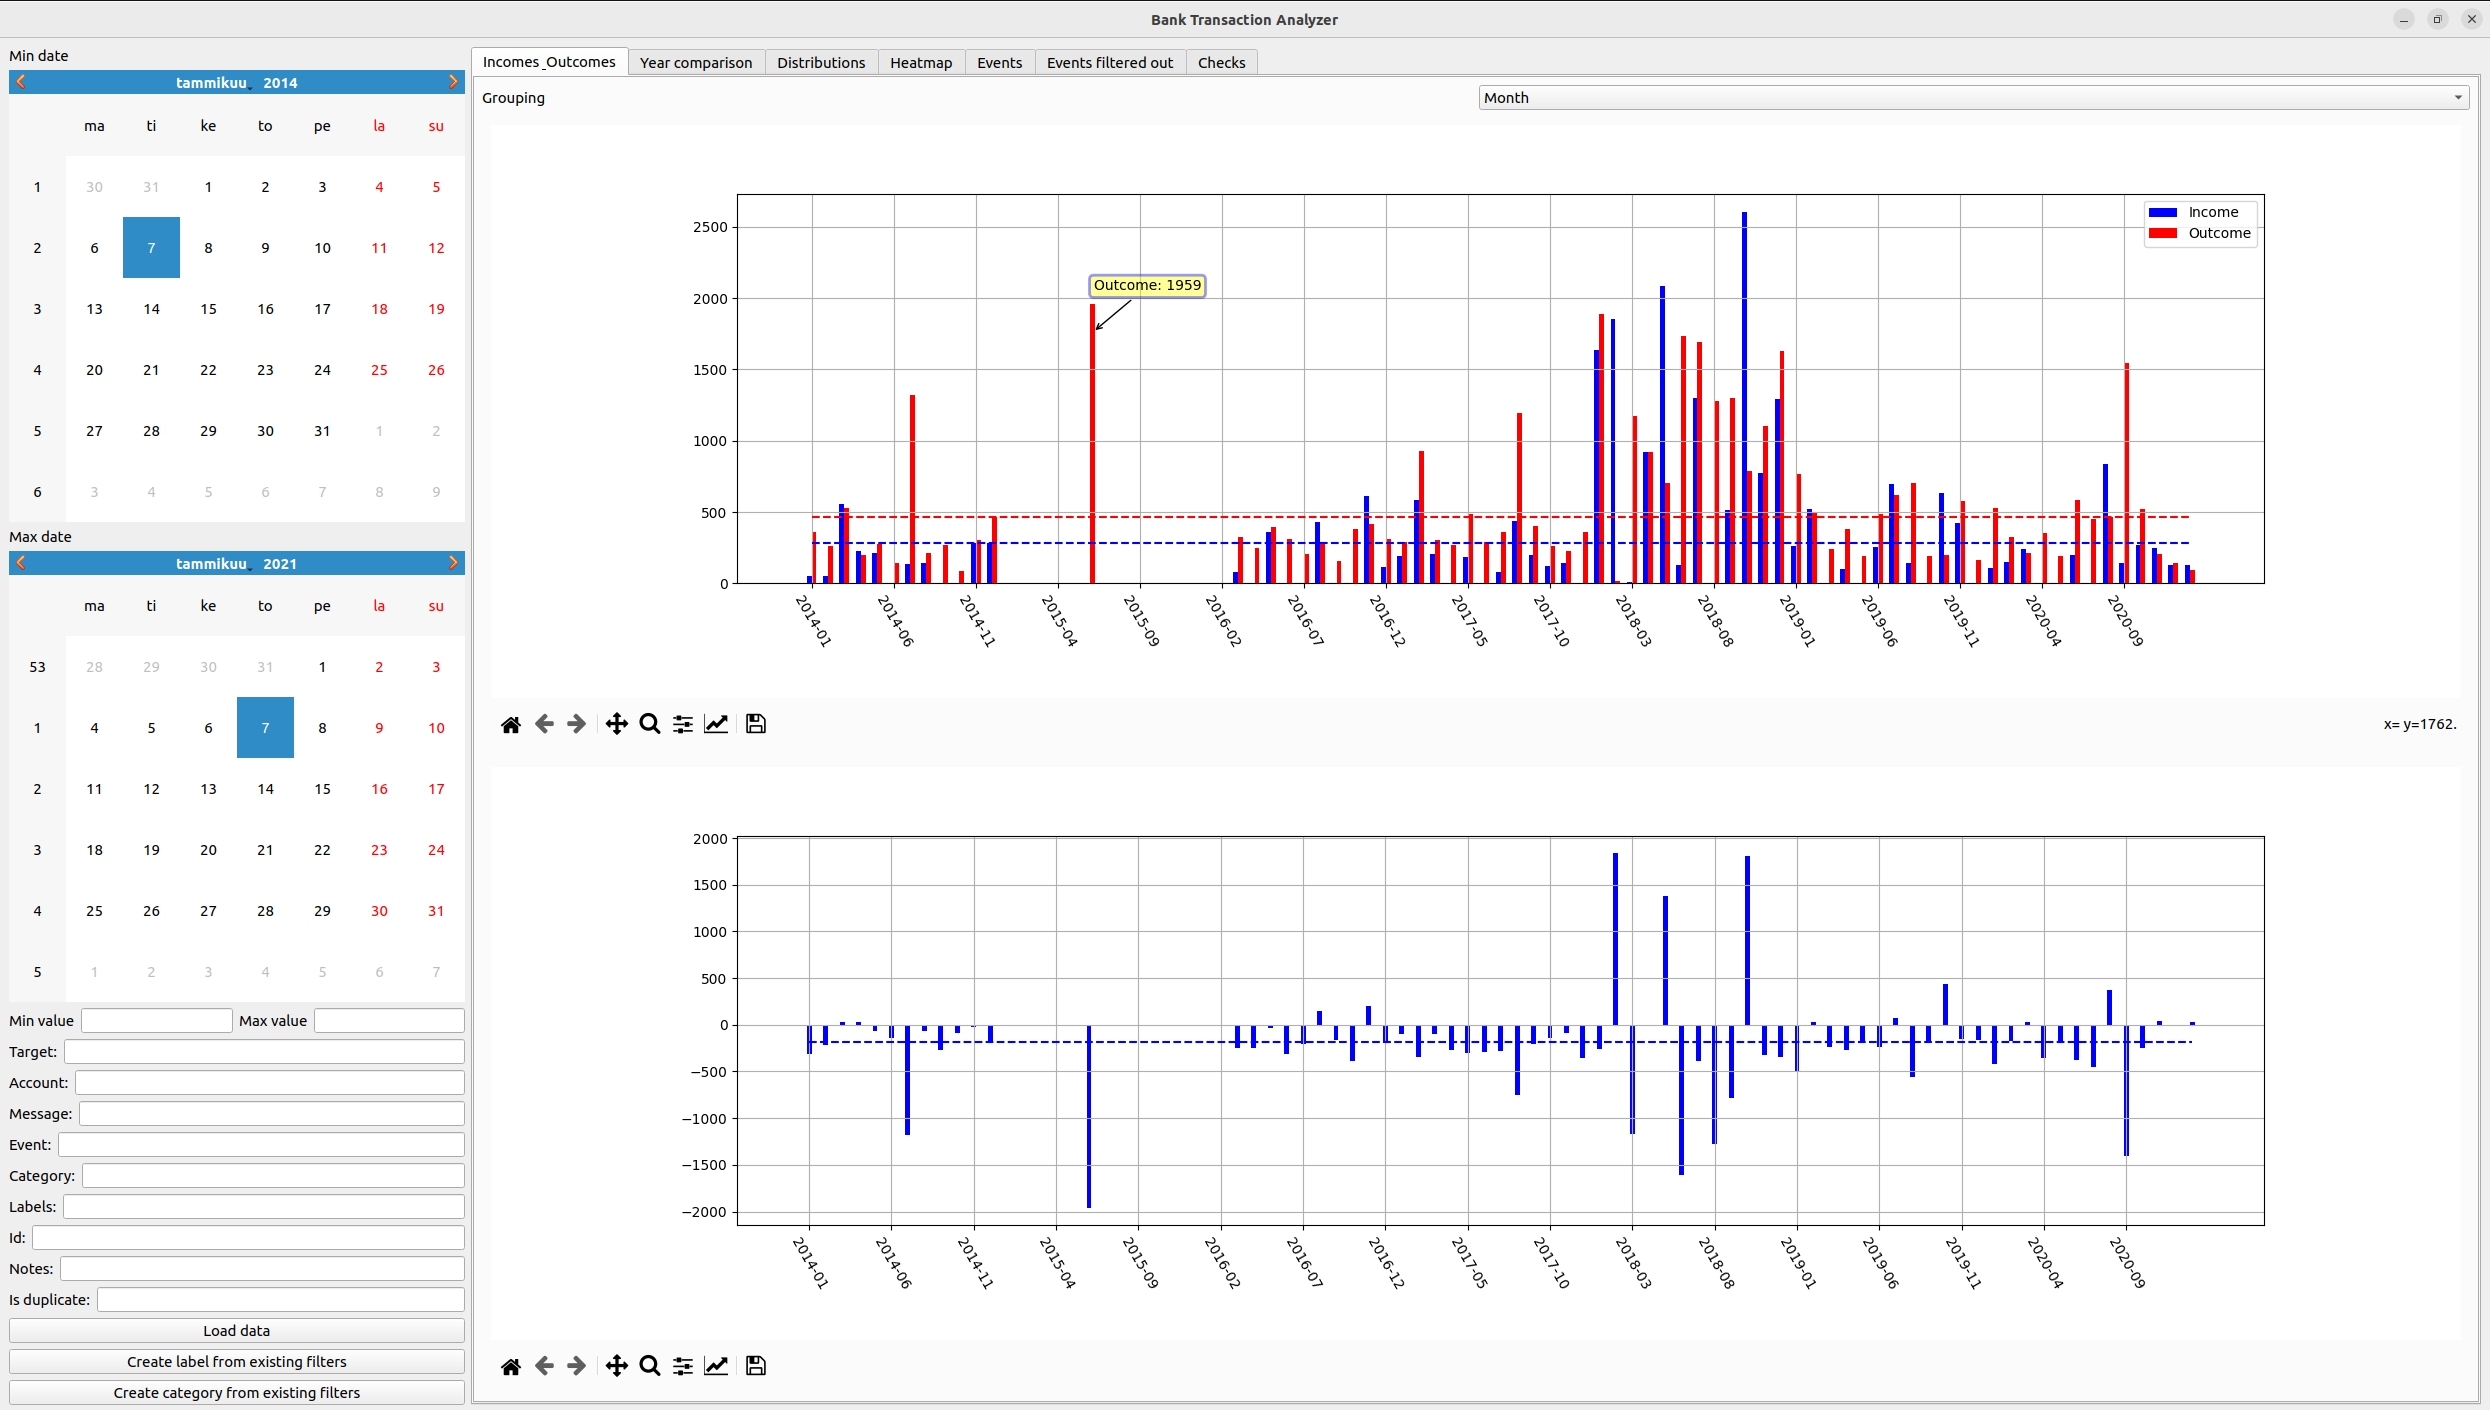 Bank Transaction Analyzer
Min date
tammikuu 2014
ma ti ke to pe la su
1 30 31 1 2 3 4 5
2 6 7 8 9 10 11 12
3 13 14 15 16 17 18 19
4 20 21 22 23 24 25 26
5 27 28 29 30 31 1 2
6 3 4 5 6 7 8 9
Max date
tammikuu 2021
ma ti ke to pe la su
53 28 29 30 31 1 2 3
1 4 5 6 7 8 9 10
2 11 12 13 14 15 16 17
3 18 19 20 21 22 23 24
4 25 26 27 28 29 30 31
5 1 2 3 4 5 6 7
Min value Max value
Target:
Account:
Message:
Event:
Category:
Labels:
Id:
Notes:
Is duplicate:
Load data
Create label from existing filters
Create category from existing filters
Incomes_Outcomes Year comparison Distributions Heatmap Events Events filtered out Checks
Grouping Month
2500
2000
1500
1000
500
0
Income
Outcome
Outcome: 1959
2014-01 2014-06 2014-11 2015-04 2015-09 2016-02 2016-07 2016-12 2017-05 2017-10 2018-03 2018-08 2019-01 2019-06 2019-11 2020-04 2020-09
x= y=1762.
2000
1500
1000
500
0
−500
−1000
−1500
−2000
2014-01 2014-06 2014-11 2015-04 2015-09 2016-02 2016-07 2016-12 2017-05 2017-10 2018-03 2018-08 2019-01 2019-06 2019-11 2020-04 2020-09